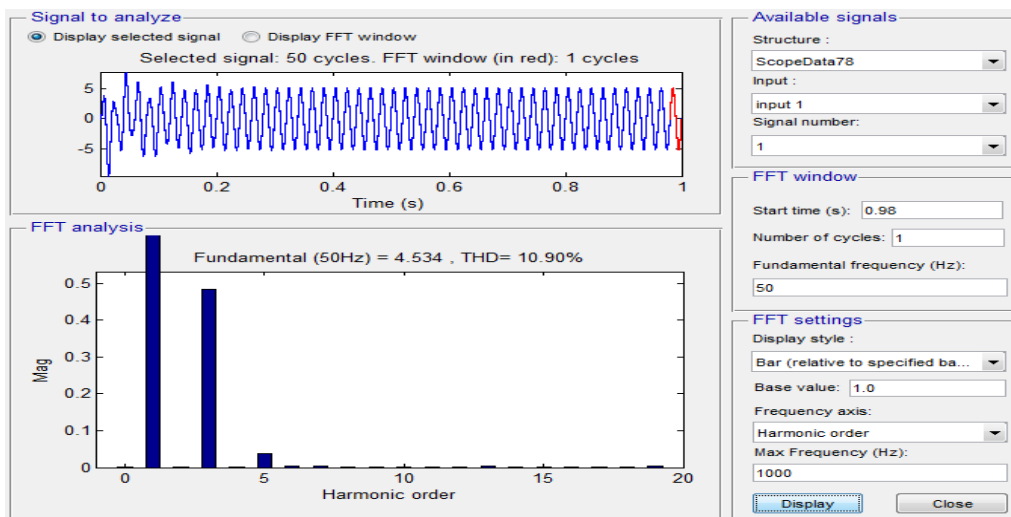 Signal to analyze
Display selected signal
Display FFT window
Selected signal: 50 cycles. FFT window (in red): 1 cycles
5
0
-5
0
0.2
0.4
0.6
0.8
1
Time (s)
FFT analysis
Fundamental (50Hz) = 4.534 , THD= 10.90%
0.5
0.4
0.3
0.2
0.1
0
Mag
0
5
10
15
20
Harmonic order
Available signals
Structure :
ScopeData78
Input :
input 1
Signal number:
1
FFT window
Start time (s): 0.98
Number of cycles: 1
Fundamental frequency (Hz):
50
FFT settings
Display style :
Bar (relative to specified ba...
Base value: 1.0
Frequency axis:
Harmonic order
Max Frequency (Hz):
1000
Display
Close